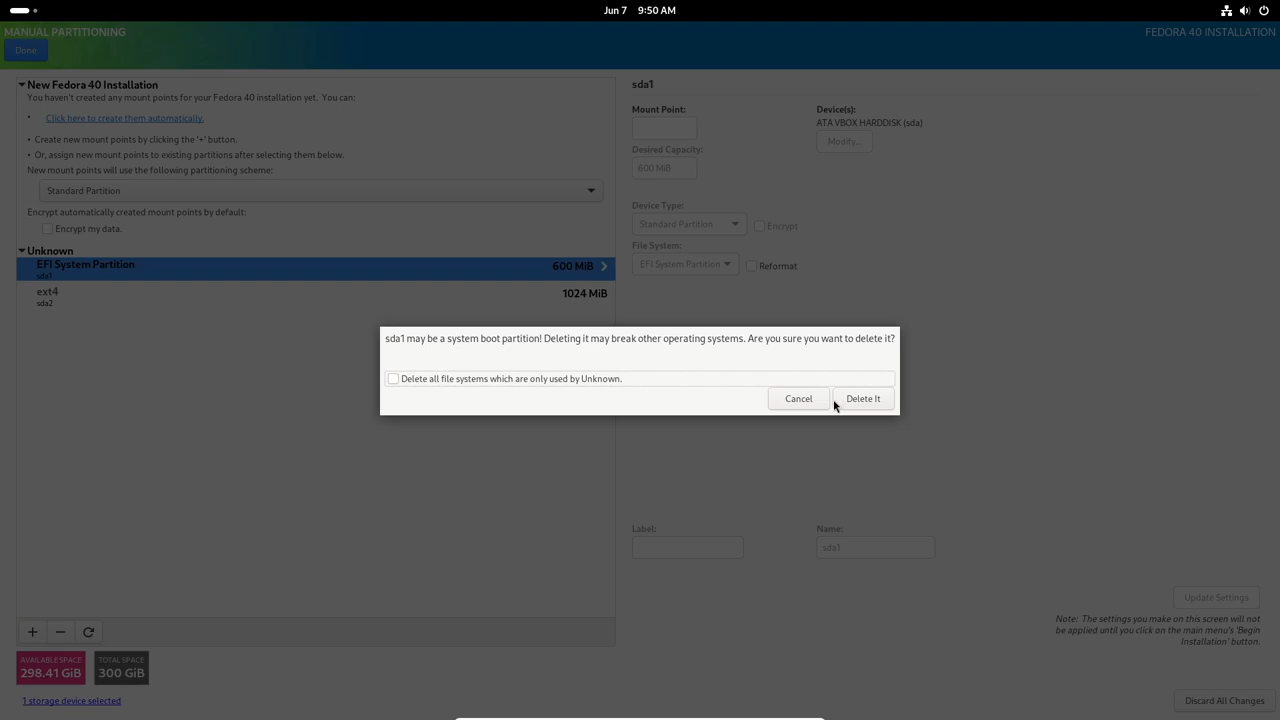 Jun 7 9:50 AM
MANUAL PARTITIONING
FEDORA 40 INSTALLATION
Done
New Fedora 40 Installation
You haven't created any mount points for your Fedora 40 installation yet. You can:
• Click here to create them automatically.
• Create new mount points by clicking the '+' button.
• Or, assign new mount points to existing partitions after selecting them below.
New mount points will use the following partitioning scheme:
Standard Partition
Encrypt automatically created mount points by default:
Encrypt my data.
Unknown
EFI System Partition
sda1
600 MiB
ext4
sda2
1024 MiB
sda1
Mount Point:
Device(s):
ATA VBOX HARDDISK (sda)
Modify...
Desired Capacity:
600 MiB
Device Type:
Standard Partition
Encrypt
File System:
EFI System Partition
Reformat
sda1 may be a system boot partition! Deleting it may break other operating systems. Are you sure you want to delete it?
Delete all file systems which are only used by Unknown.
Cancel
Delete It
Label:
Name:
sda1
Update Settings
Note: The settings you make on this screen will not
be applied until you click on the main menu's 'Begin
Installation' button.
+ −
AVAILABLE SPACE
298.41 GiB
TOTAL SPACE
300 GiB
1 storage device selected
Discard All Changes